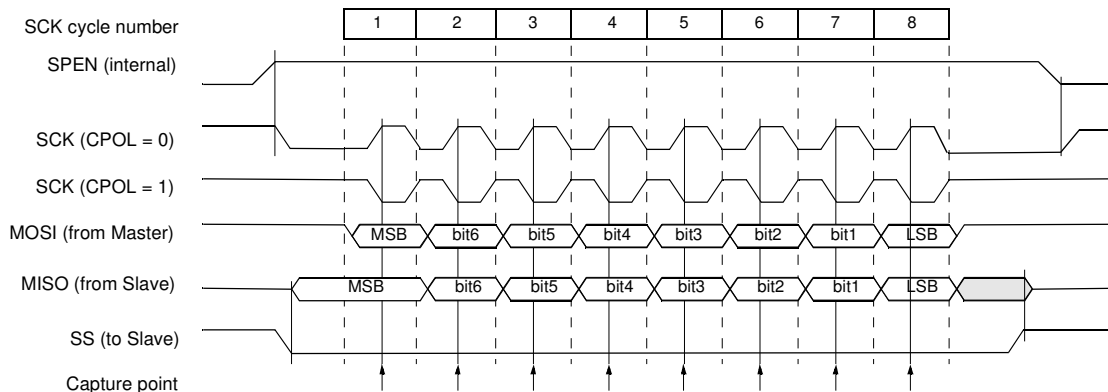 SCK cycle number 1 2 3 4 5 6 7 8
SPEN (internal)
SCK (CPOL = 0)
SCK (CPOL = 1)
MOSI (from Master) MSB bit6 bit5 bit4 bit3 bit2 bit1 LSB
MISO (from Slave) MSB bit6 bit5 bit4 bit3 bit2 bit1 LSB
SS (to Slave)
Capture point